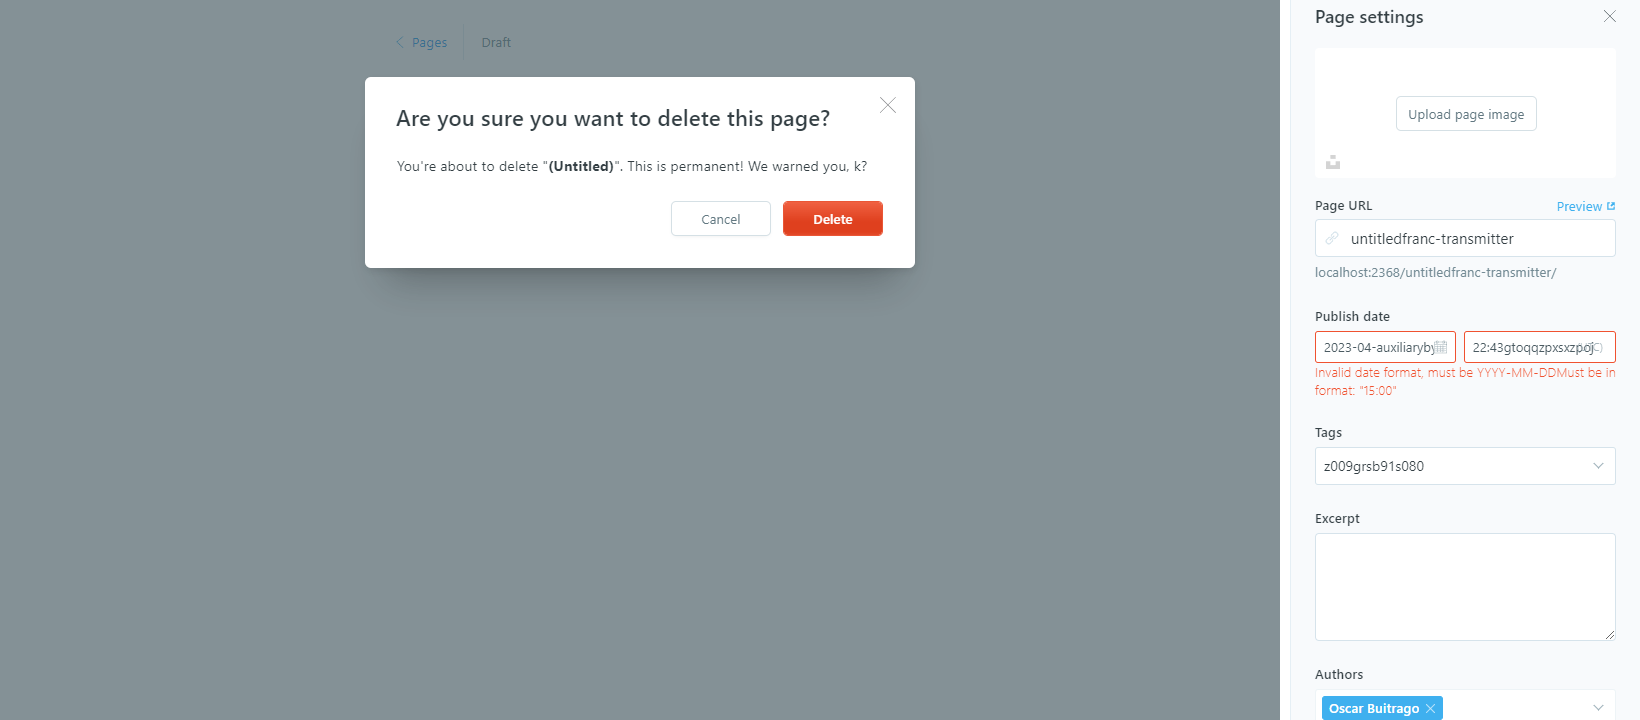 Pages
Draft
Are you sure you want to delete this page?
You're about to delete "(Untitled)". This is permanent! We warned you, k?
Cancel
Delete
Page settings
Upload page image
Page URL
Preview
untitledfranc-transmitter
localhost:2368/untitledfranc-transmitter/
Publish date
2023-04-auxiliaryby
22:43gtoqqzpxsxzpoj
Invalid date format, must be YYYY-MM-DDMust be in
format: "15:00"
Tags
z009grsb91s080
Excerpt
Authors
Oscar Buitrago